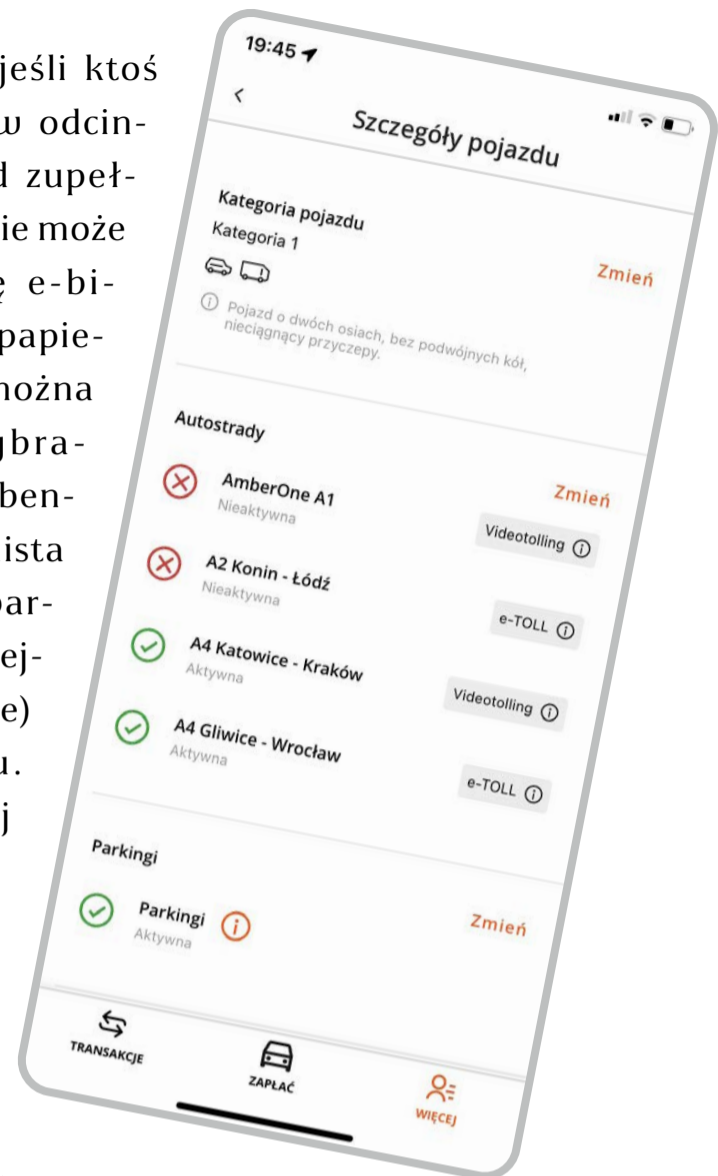 jeśli ktoś
w odcin-
d zupeł-
ie może
ę e-bi-
papie-
nożna
ybra-
ben-
ista
par-
ej-
e)
u.
j
19:45
Szczegóły pojazdu
Kategoria pojazdu
Kategoria 1
Zmień
Pojazd o dwóch osiach, bez podwójnych kół,
nieciągnący przyczepy.
Autostrady
Zmień
AmberOne A1
Nieaktywna
Videotolling
A2 Konin - Łódź
Nieaktywna
e-TOLL
A4 Katowice - Kraków
Aktywna
Videotolling
A4 Gliwice - Wrocław
Aktywna
e-TOLL
Parkingi
Zmień
Parkingi
Aktywna
TRANSAKCJE
ZAPŁAĆ
WIĘCEJ